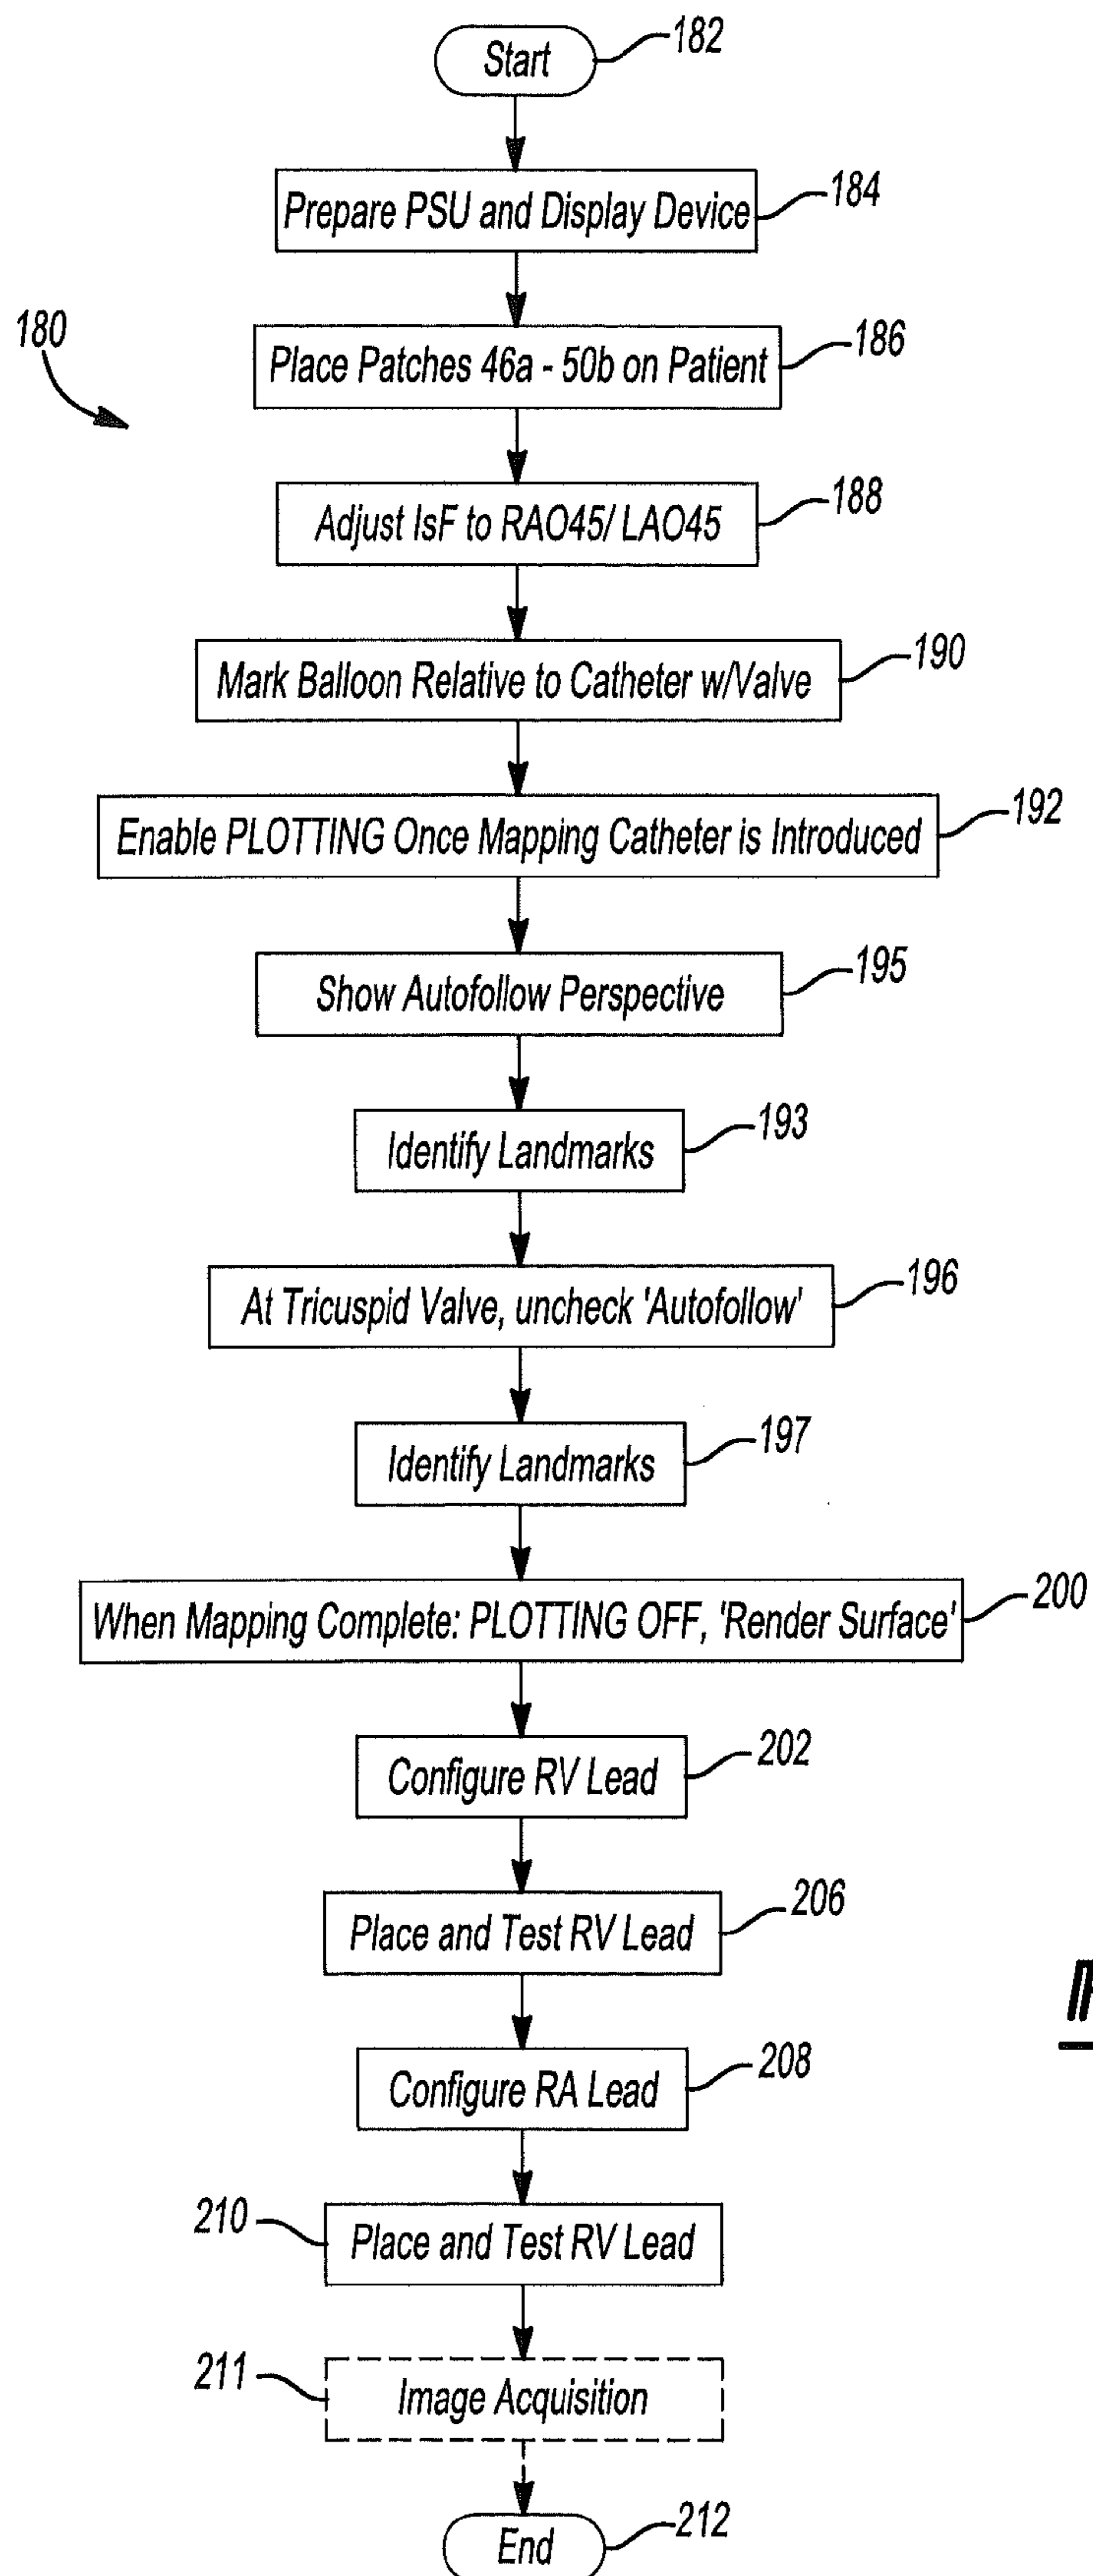 Start
182
Prepare PSU and Display Device
184
180
Place Patches 46a - 50b on Patient
186
Adjust IsF to RAO45/ LAO45
188
Mark Balloon Relative to Catheter w/Valve
190
Enable PLOTTING Once Mapping Catheter is Introduced
192
Show Autofollow Perspective
195
Identify Landmarks
193
At Tricuspid Valve, uncheck 'Autofollow'
196
Identify Landmarks
197
When Mapping Complete: PLOTTING OFF, 'Render Surface'
200
Configure RV Lead
202
Place and Test RV Lead
206
Configure RA Lead
208
210
Place and Test RV Lead
211
Image Acquisition
End
212